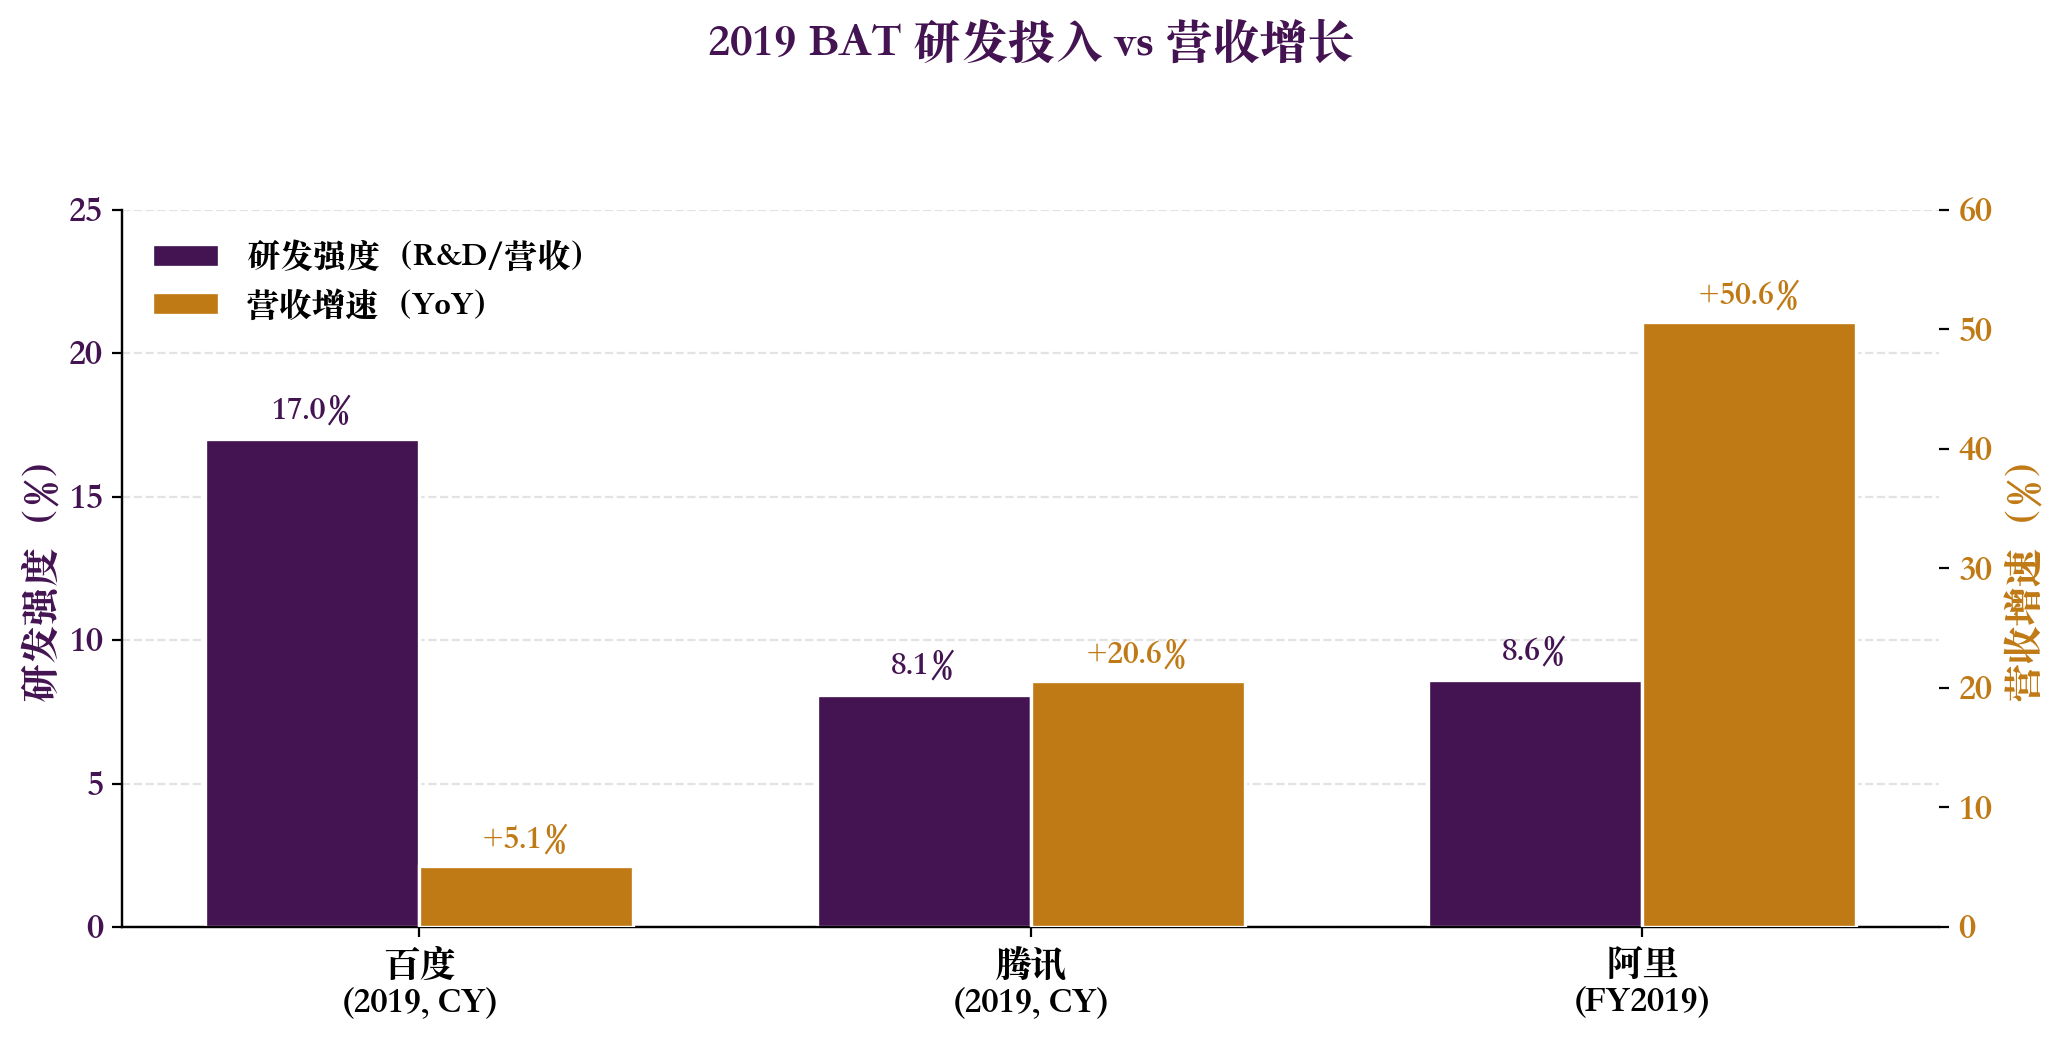 2019 BAT 研发投入 vs 营收增长
研发强度（R&D/营收）
营收增速（YoY）
研发强度（%）
25
20
15
10
5
0
17.0%
+5.1%
8.1%
+20.6%
8.6%
+50.6%
60
50
40
30
20
10
0
营收增速（%）
百度
(2019, CY)
腾讯
(2019, CY)
阿里
(FY2019)